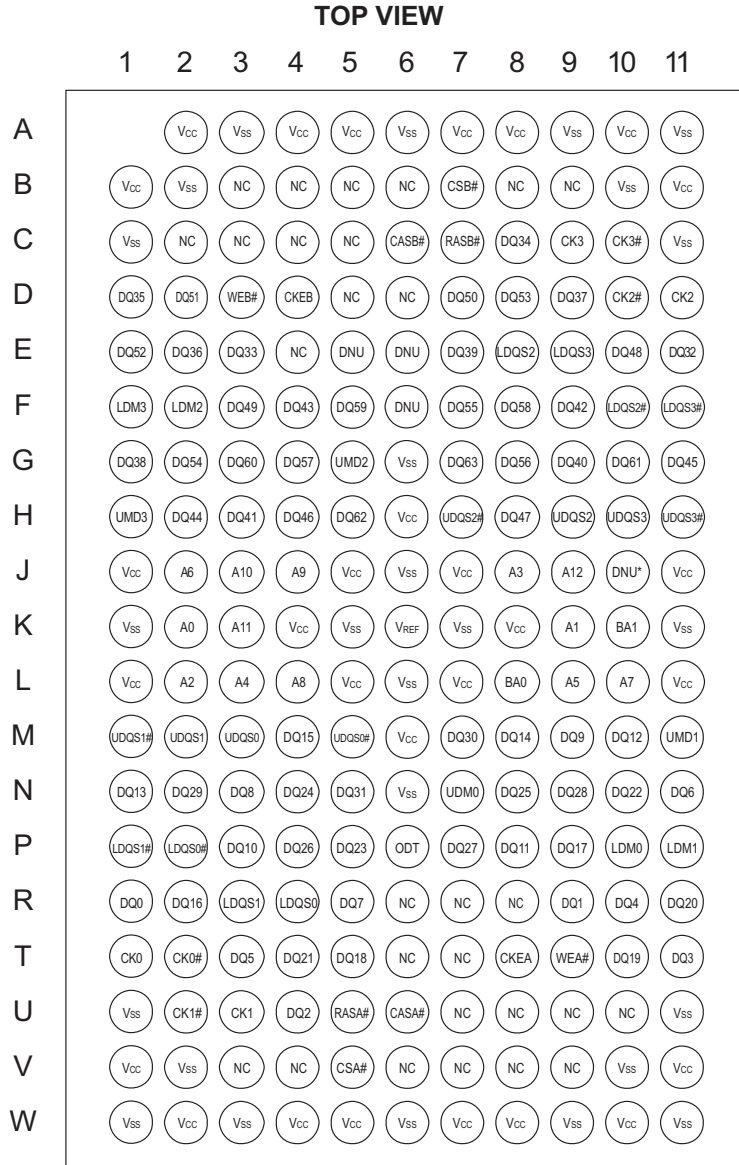 TOP VIEW
1 2 3 4 5 6 7 8 9 10 11
A VCC VSS VCC VCC VSS VCC VCC VSS VCC VSS
B VCC VSS NC NC NC NC CSB# NC NC VSS VCC
C VSS NC NC NC NC CASB# RASB# DQ34 CK3 CK3# VSS
D DQ35 DQ51 WEB# CKEB NC NC DQ50 DQ53 DQ37 CK2# CK2
E DQ52 DQ36 DQ33 NC DNU DNU DQ39 LDQS2 LDQS3 DQ48 DQ32
F LDM3 LDM2 DQ49 DQ43 DQ59 DNU DQ55 DQ58 DQ42 LDQS2# LDQS3#
G DQ38 DQ54 DQ60 DQ57 UMD2 VSS DQ63 DQ56 DQ40 DQ61 DQ45
H UMD3 DQ44 DQ41 DQ46 DQ62 VCC UDQS2# DQ47 UDQS2 UDQS3 UDQS3#
J VCC A6 A10 A9 VCC VSS VCC A3 A12 DNU* VCC
K VSS A0 A11 VCC VSS VREF VSS VCC A1 BA1 VSS
L VCC A2 A4 A8 VCC VSS VCC BA0 A5 A7 VCC
M UDQS1# UDQS1 UDQS0 DQ15 UDQS0# VCC DQ30 DQ14 DQ9 DQ12 UMD1
N DQ13 DQ29 DQ8 DQ24 DQ31 VSS UDM0 DQ25 DQ28 DQ22 DQ6
P LDQS1# LDQS0# DQ10 DQ26 DQ23 ODT DQ27 DQ11 DQ17 LDM0 LDM1
R DQ0 DQ16 LDQS1 LDQS0 DQ7 NC NC NC DQ1 DQ4 DQ20
T CK0 CK0# DQ5 DQ21 DQ18 NC NC CKEA WEA# DQ19 DQ3
U VSS CK1# CK1 DQ2 RASA# CASA# NC NC NC NC VSS
V VCC VSS NC NC CSA# NC NC NC NC VSS VCC
W VSS VCC VSS VCC VCC VSS VCC VCC VSS VCC VSS